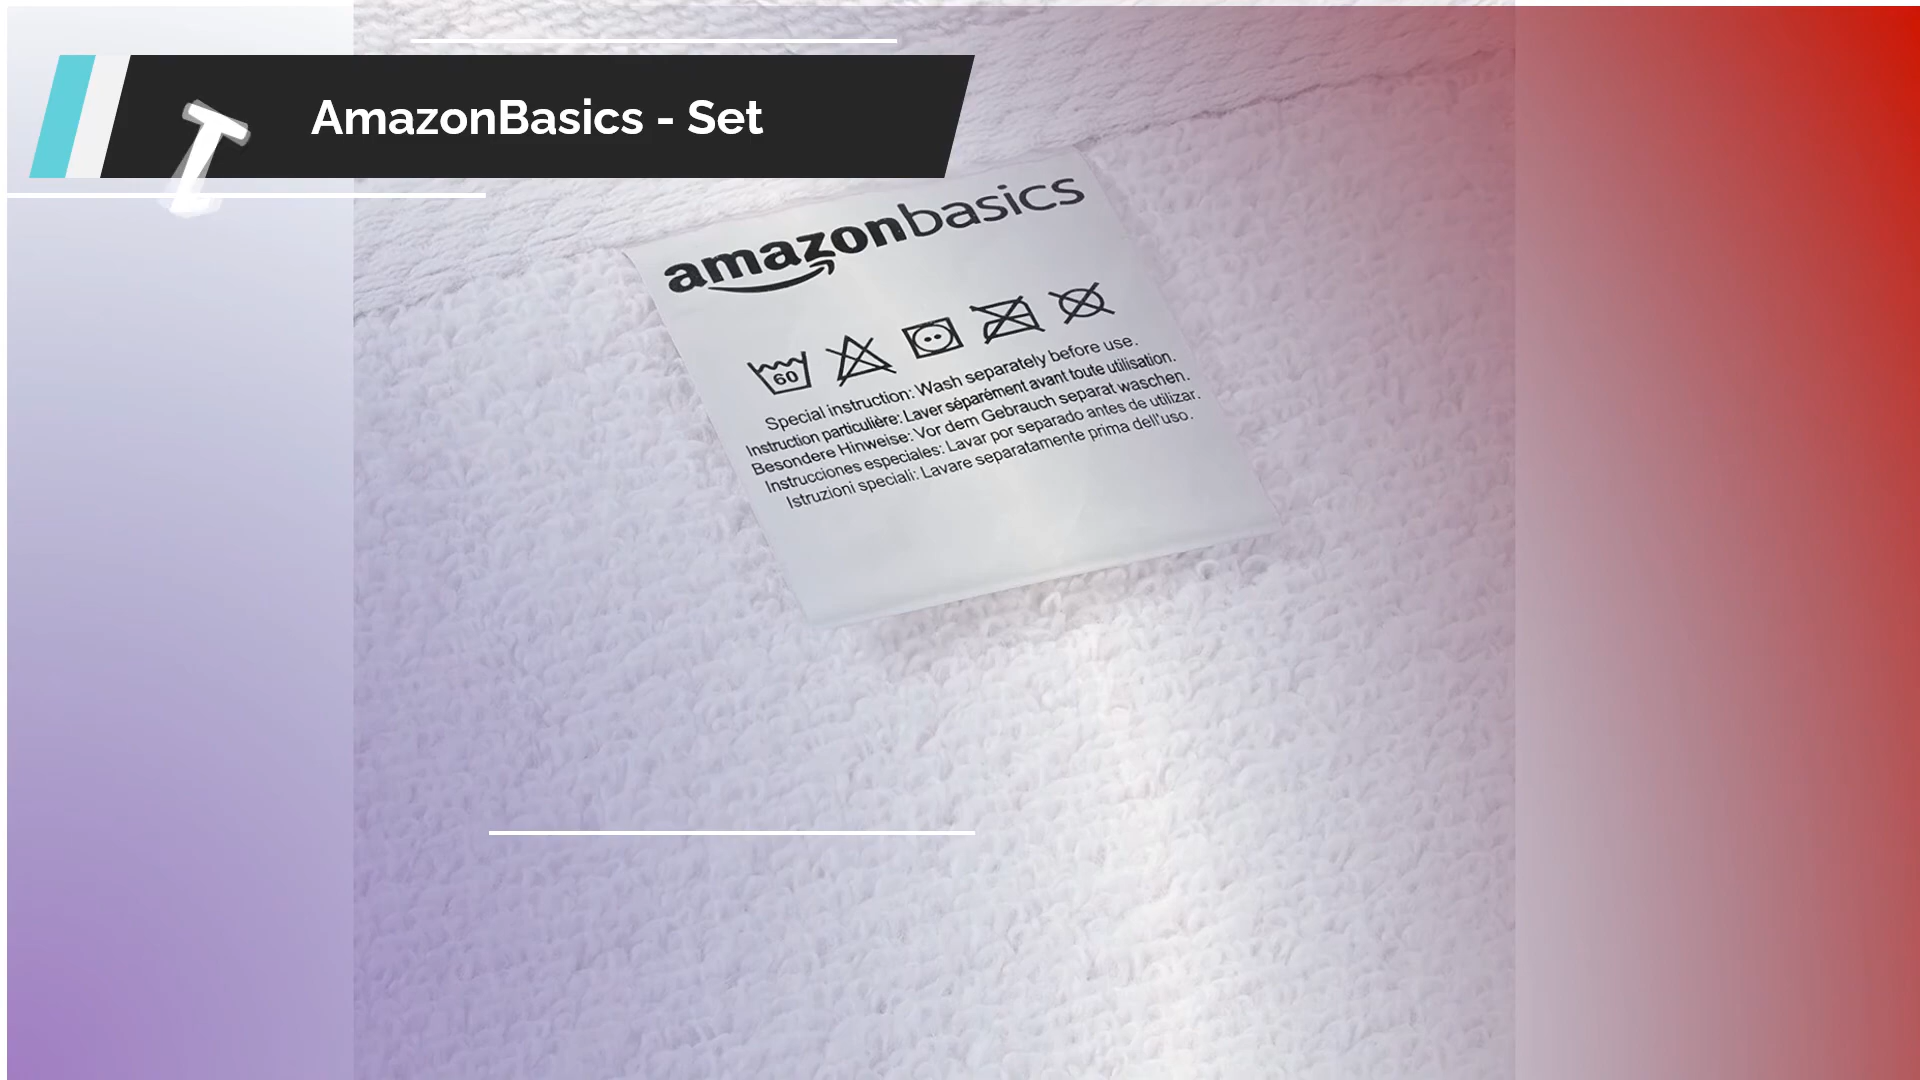 AmazonBasics - Set
amazonbasics
60
Special instruction: Wash separately before use.
Instruction particulière: Laver séparément avant toute utilisation.
Besondere Hinweise: Vor dem Gebrauch separat waschen.
Instrucciones especiales: Lavar por separado antes de utilizar.
Istruzioni speciali: Lavare separatamente prima dell'uso.